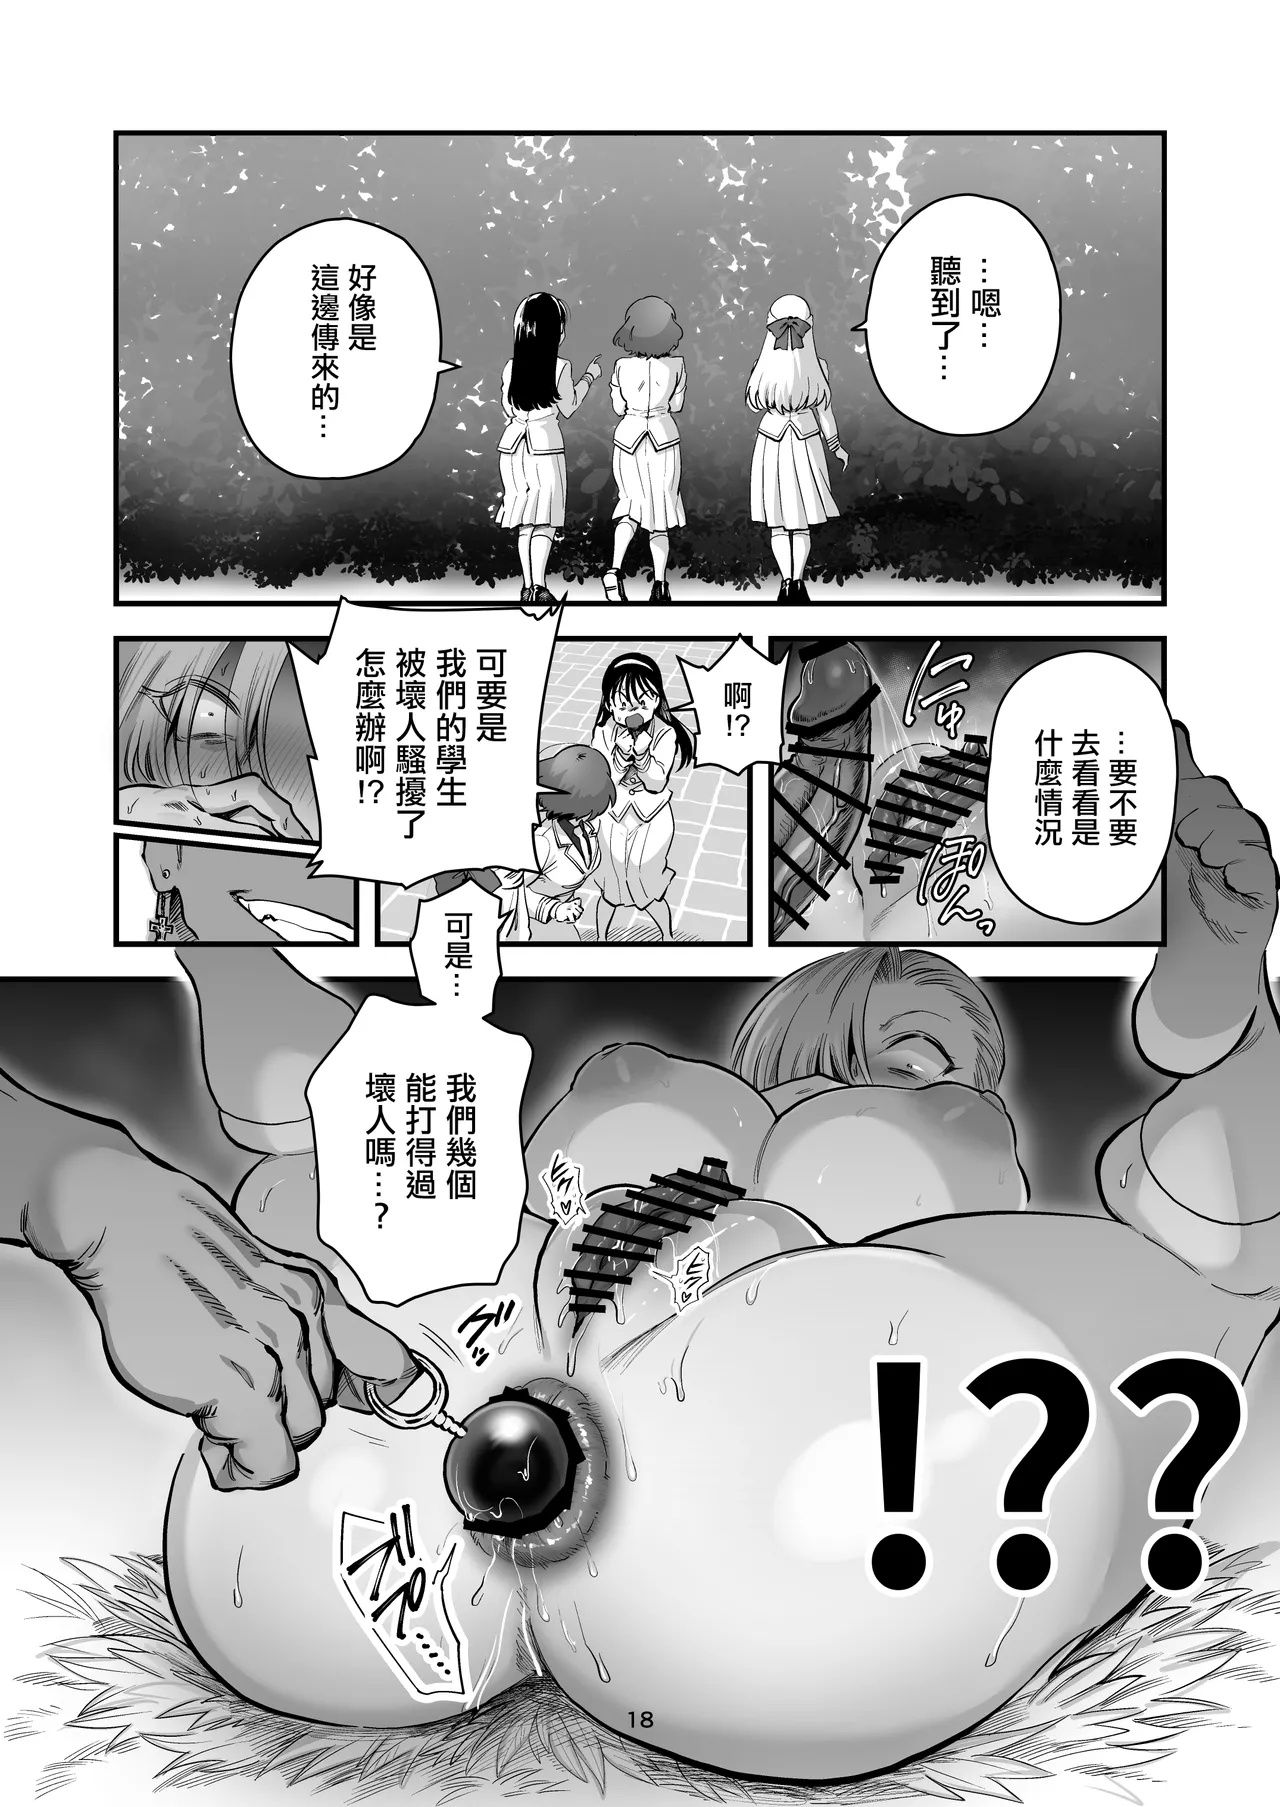 …嗯…
聽到了…
好像是
這邊傳來的…
…要不要
去看看是
什麼情況
ぽんっ
啊!?
可要是
我們的學生
被壞人騷擾了
怎麼辦啊!?
可是…
我們幾個
能打得過
壞人嗎…?
!??
18